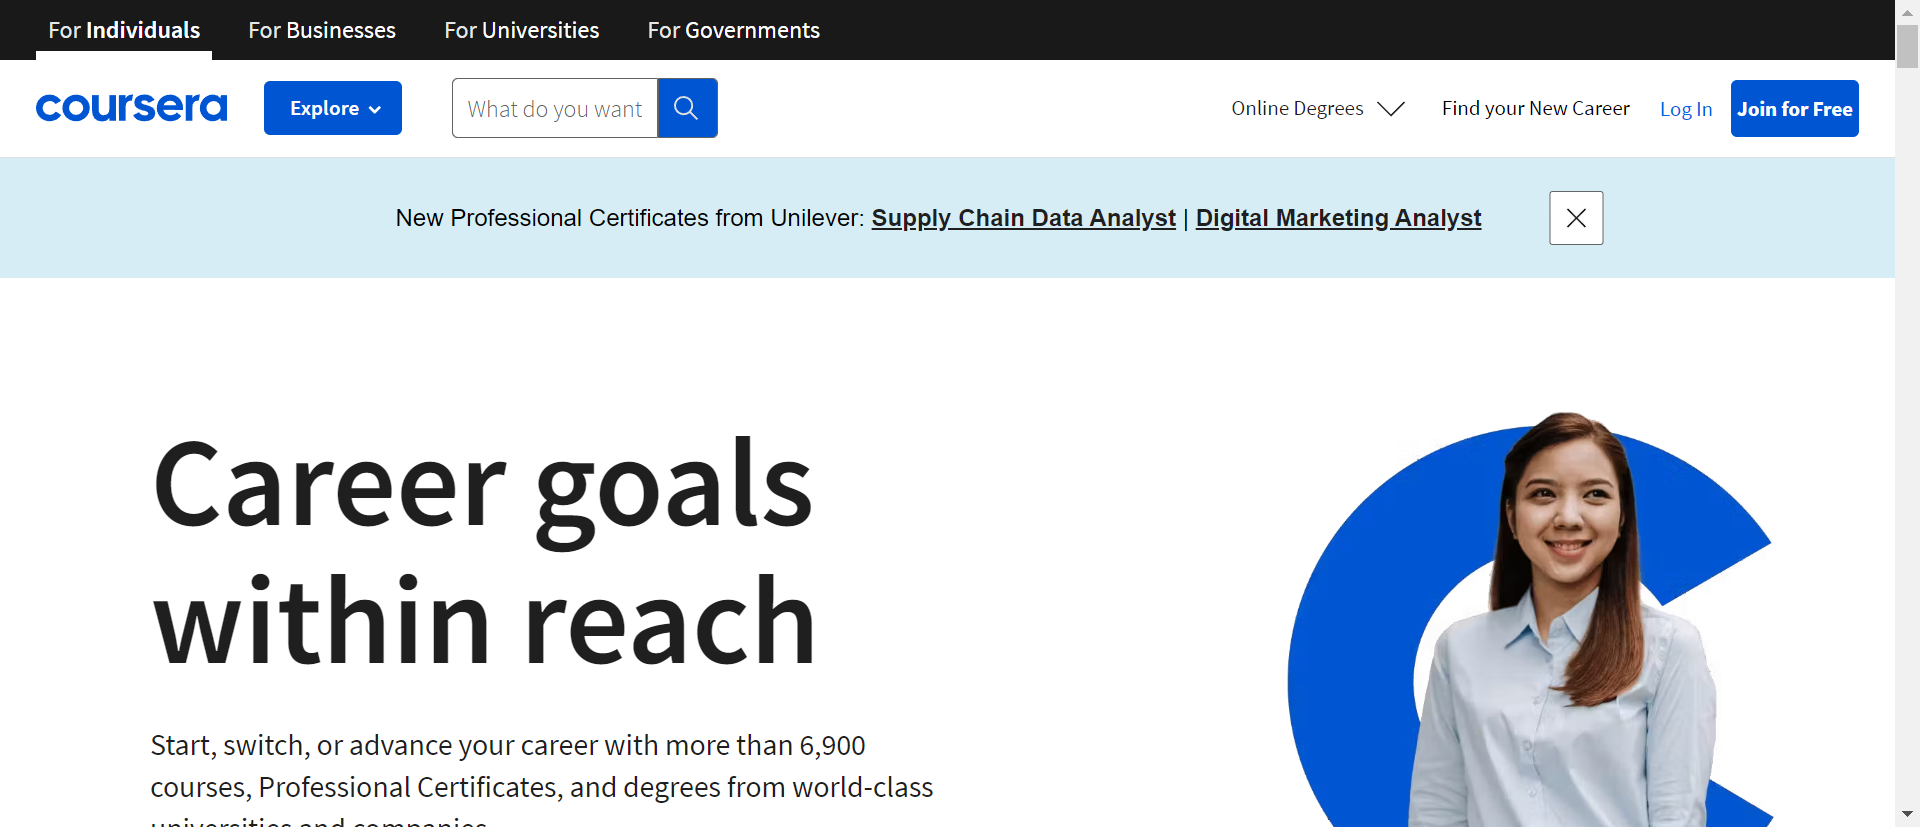 For Individuals For Businesses For Universities For Governments
coursera Explore What do you want Online Degrees Find your New Career Log In Join for Free
New Professional Certificates from Unilever: Supply Chain Data Analyst | Digital Marketing Analyst
Career goals
within reach
Start, switch, or advance your career with more than 6,900
courses, Professional Certificates, and degrees from world-class
universities and companies